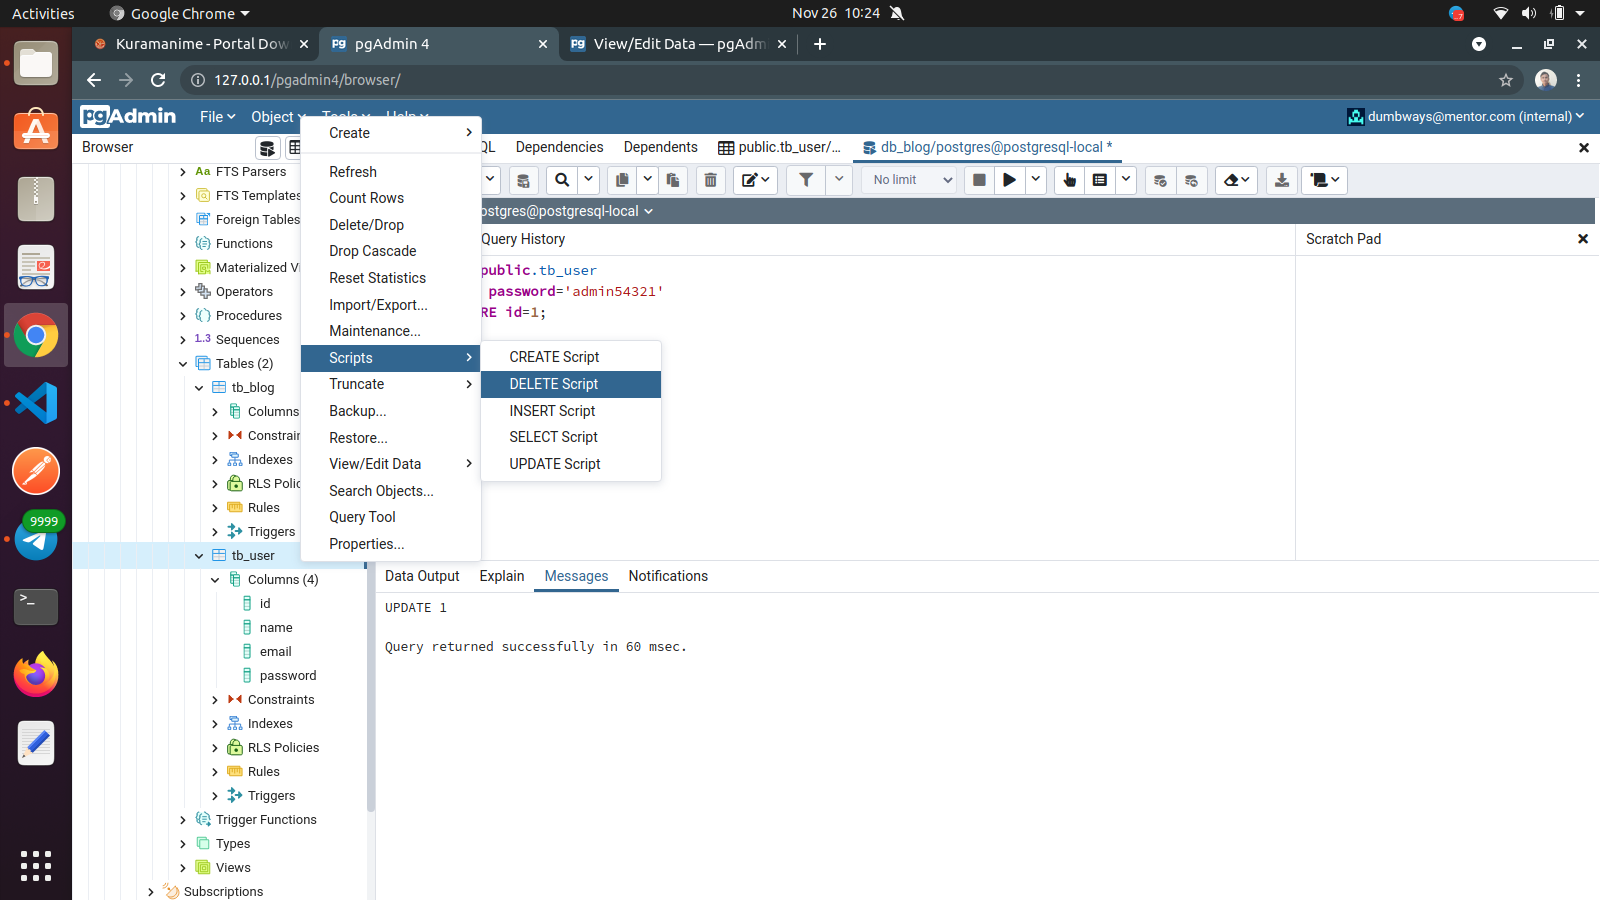 Activities
Google Chrome
Nov 26 10:24
Kuramanime - Portal Dow
pgAdmin 4
View/Edit Data — pgAdm
127.0.0.1/pgadmin4/browser/
pgAdmin
File
Object
Tools
Help
dumbways@mentor.com (internal)
Browser
QL
Dependencies
Dependents
public.tb_user/...
db_blog/postgres@postgresql-local *
No limit
ostgres@postgresql-local
Query History
Scratch Pad
public.tb_user
password='admin54321'
RE id=1;
FTS Parsers
FTS Templates
Foreign Tables
Functions
Materialized Vi
Operators
Procedures
1..3 Sequences
Tables (2)
tb_blog
Columns
Constrain
Indexes
RLS Polic
Rules
Triggers
tb_user
Columns (4)
id
name
email
password
Constraints
Indexes
RLS Policies
Rules
Triggers
Trigger Functions
Types
Views
Subscriptions
Create
Refresh
Count Rows
Delete/Drop
Drop Cascade
Reset Statistics
Import/Export...
Maintenance...
Scripts
Truncate
Backup...
Restore...
View/Edit Data
Search Objects...
Query Tool
Properties...
CREATE Script
DELETE Script
INSERT Script
SELECT Script
UPDATE Script
Data Output
Explain
Messages
Notifications
UPDATE 1
Query returned successfully in 60 msec.
9999